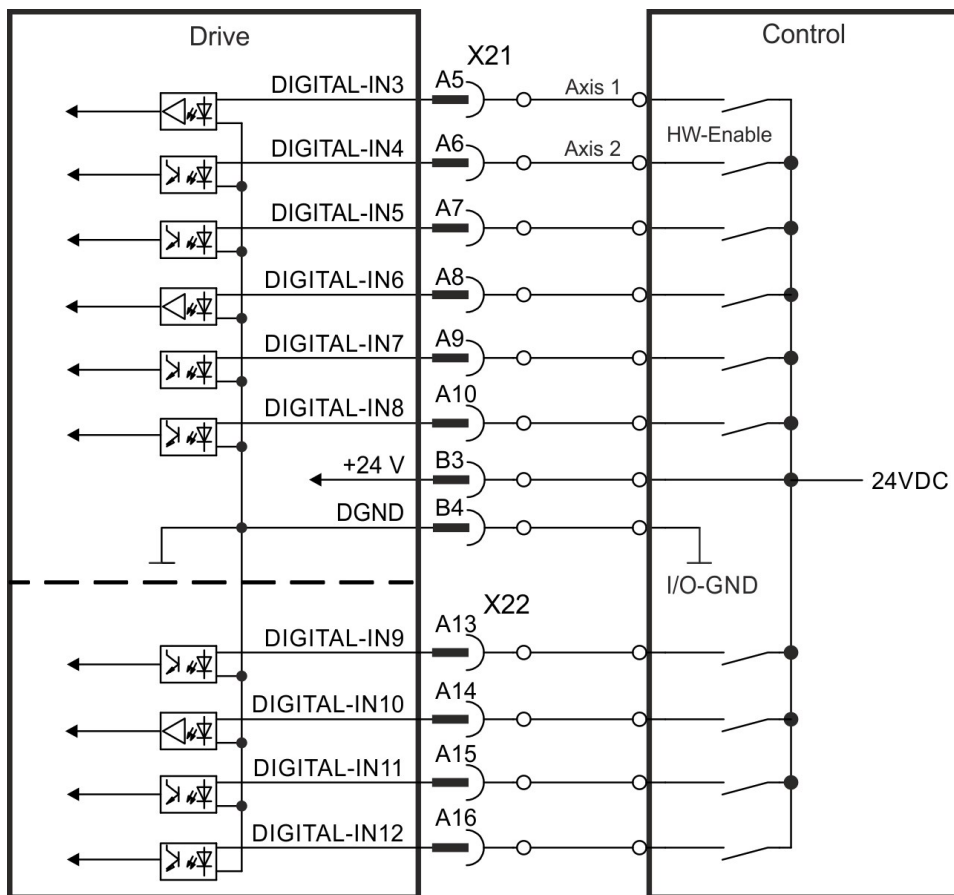 Drive
Control
X21
DIGITAL-IN3 A5 Axis 1
HW-Enable
DIGITAL-IN4 A6 Axis 2
DIGITAL-IN5 A7
DIGITAL-IN6 A8
DIGITAL-IN7 A9
DIGITAL-IN8 A10
+24 V B3
24VDC
DGND B4
I/O-GND
X22
DIGITAL-IN9 A13
DIGITAL-IN10 A14
DIGITAL-IN11 A15
DIGITAL-IN12 A16